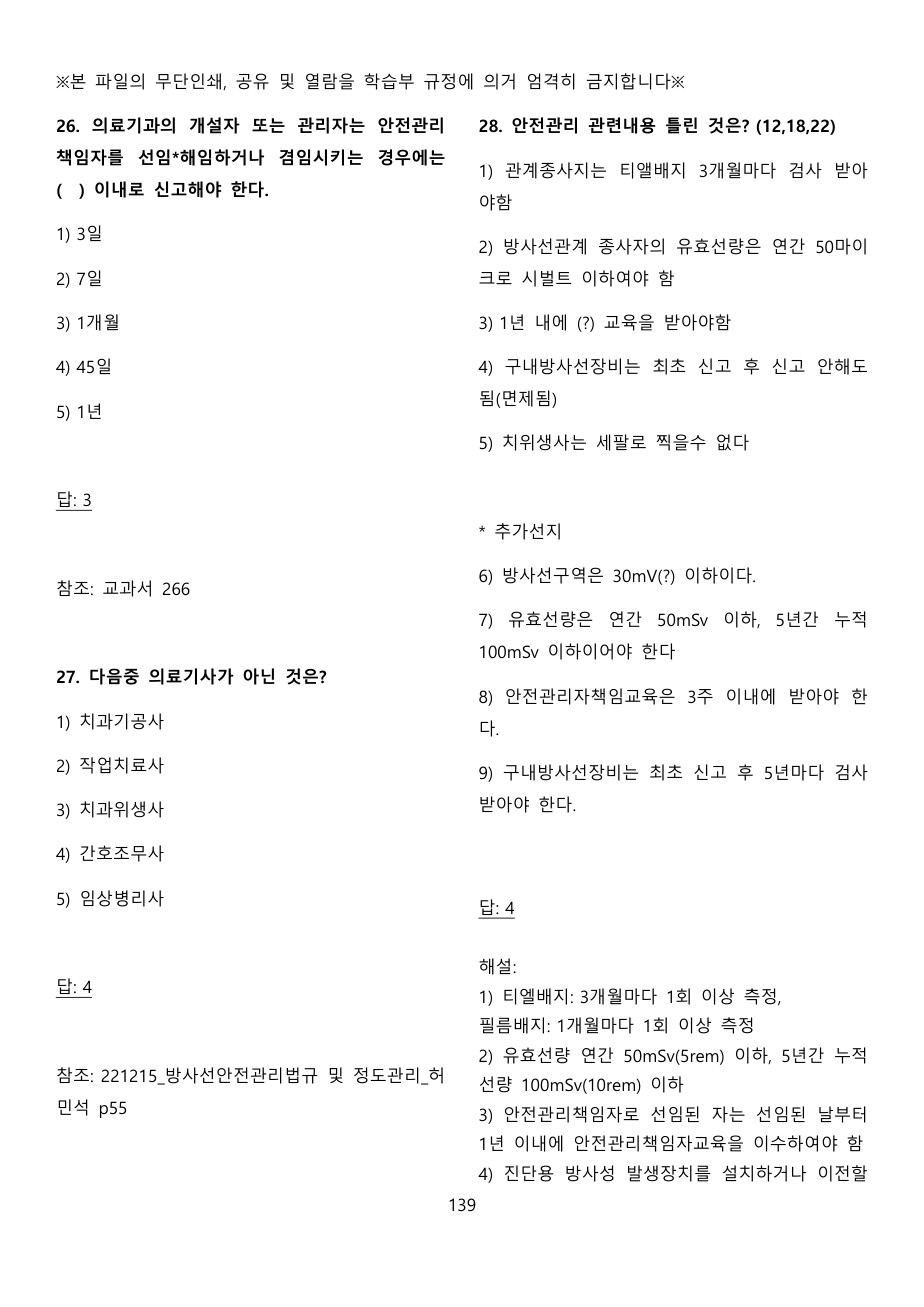 ※본 파일의 무단인쇄, 공유 및 열람을 학습부 규정에 의거 엄격히 금지합니다※
26. 의료기과의 개설자 또는 관리자는 안전관리
책임자를 선임*해임하거나 겸임시키는 경우에는
( ) 이내로 신고해야 한다.
1) 3일
2) 7일
3) 1개월
4) 45일
5) 1년
답: 3
참조: 교과서 266
27. 다음중 의료기사가 아닌 것은?
1) 치과기공사
2) 작업치료사
3) 치과위생사
4) 간호조무사
5) 임상병리사
답: 4
참조: 221215_방사선안전관리법규 및 정도관리_허
민석 p55
28. 안전관리 관련내용 틀린 것은? (12,18,22)
1) 관계종사지는 티앨배지 3개월마다 검사 받아
야함
2) 방사선관계 종사자의 유효선량은 연간 50마이
크로 시벌트 이하여야 함
3) 1년 내에 (?) 교육을 받아야함
4) 구내방사선장비는 최초 신고 후 신고 안해도
됨(면제됨)
5) 치위생사는 세팔로 찍을수 없다
* 추가선지
6) 방사선구역은 30mV(?) 이하이다.
7) 유효선량은 연간 50mSv 이하, 5년간 누적
100mSv 이하이어야 한다
8) 안전관리자책임교육은 3주 이내에 받아야 한
다.
9) 구내방사선장비는 최초 신고 후 5년마다 검사
받아야 한다.
답: 4
해설:
1) 티엘배지: 3개월마다 1회 이상 측정,
필름배지: 1개월마다 1회 이상 측정
2) 유효선량 연간 50mSv(5rem) 이하, 5년간 누적
선량 100mSv(10rem) 이하
3) 안전관리책임자로 선임된 자는 선임된 날부터
1년 이내에 안전관리책임자교육을 이수하여야 함
4) 진단용 방사성 발생장치를 설치하거나 이전할
139